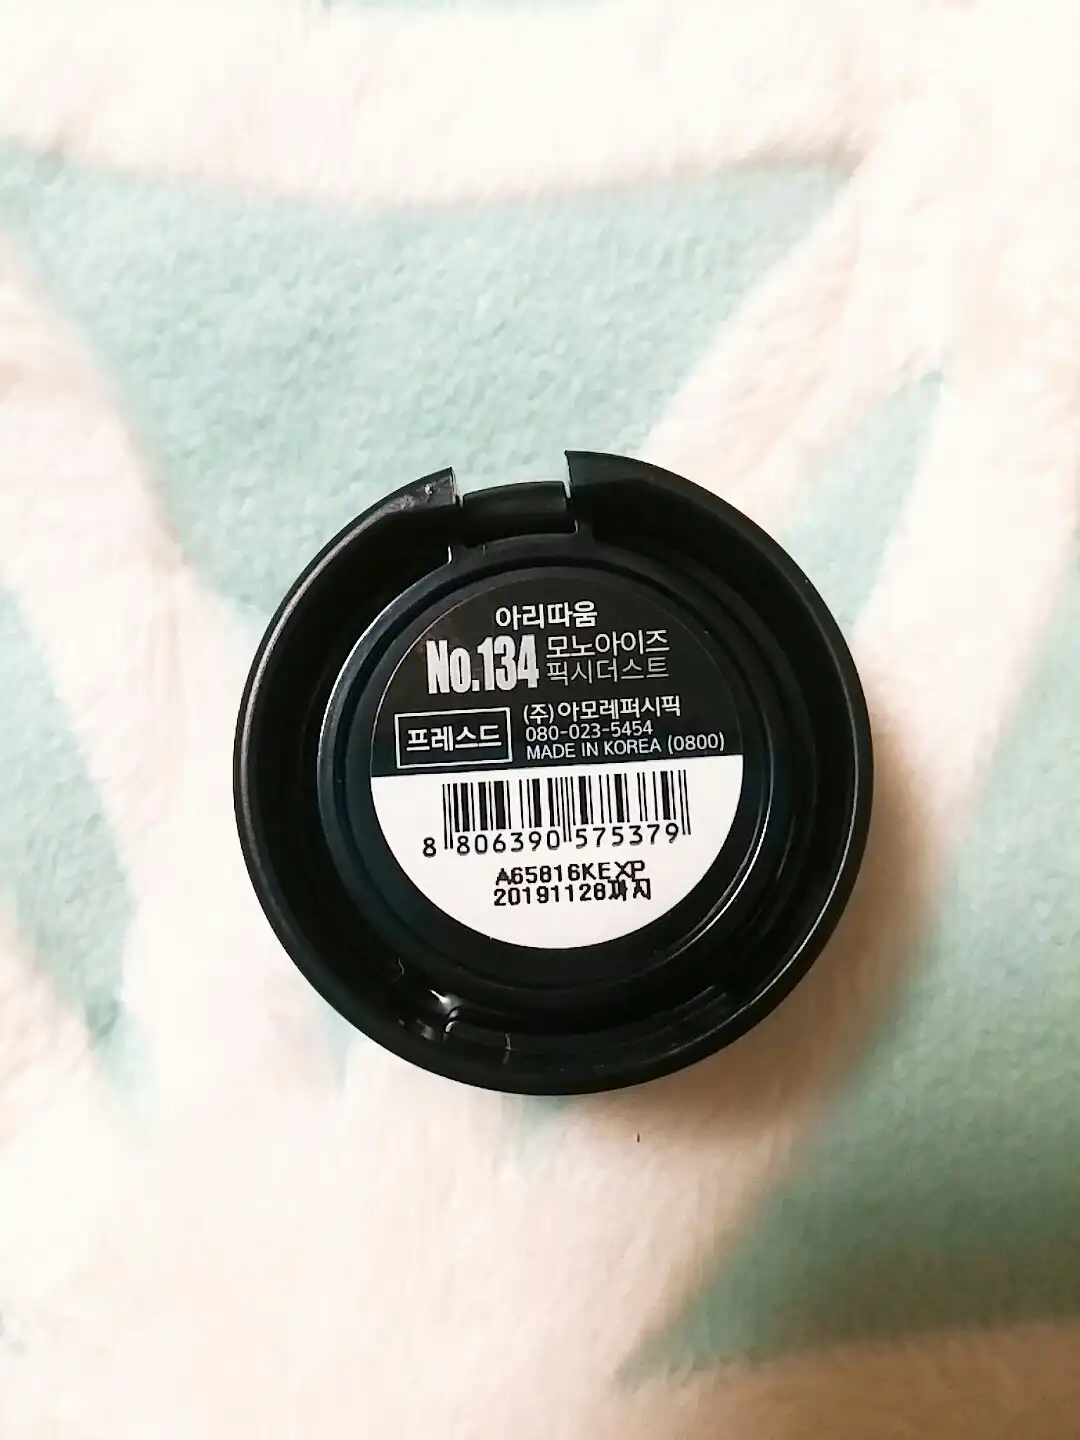 아리따움
No.134 모노아이즈
픽시더스트
프레스드
(주)아모레퍼시픽
080-023-5454
MADE IN KOREA (0800)
8 806390 575379
A65816KEXP
20191128까지